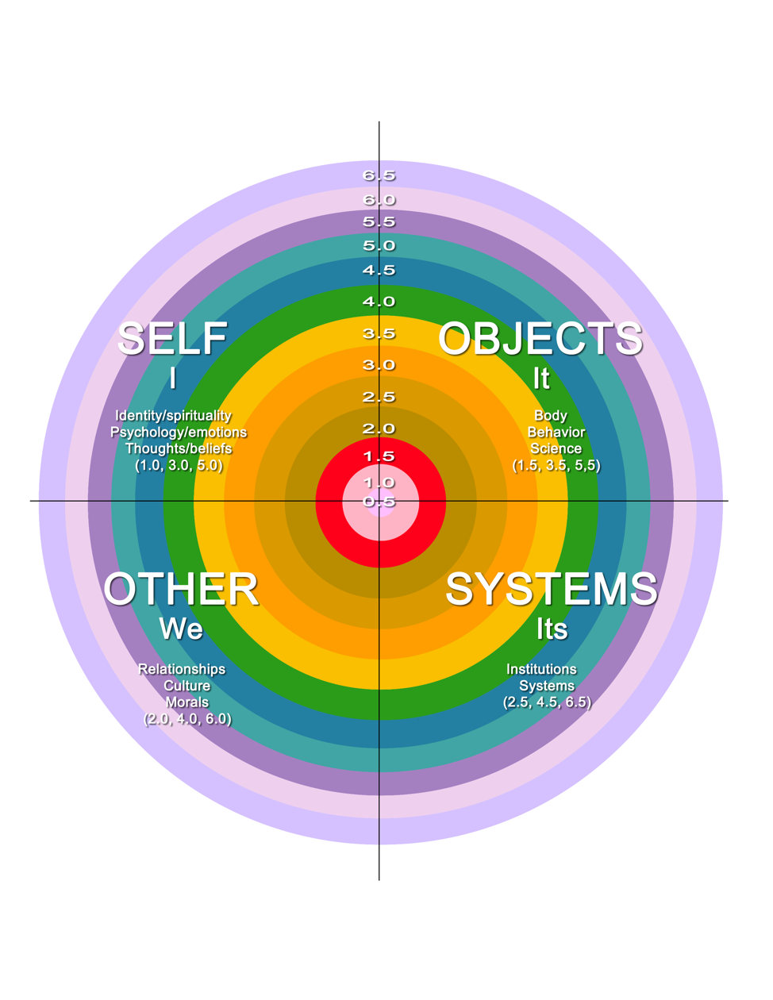 6.5
6.0
5.5
5.0
4.5
4.0
3.5
3.0
2.5
2.0
1.5
1.0
0.5
SELF
I
Identity/spirituality
Psychology/emotions
Thoughts/beliefs
(1.0, 3.0, 5.0)
OBJECTS
It
Body
Behavior
Science
(1.5, 3.5, 5,5)
OTHER
We
Relationships
Culture
Morals
(2.0, 4.0, 6.0)
SYSTEMS
Its
Institutions
Systems
(2.5, 4.5, 6.5)